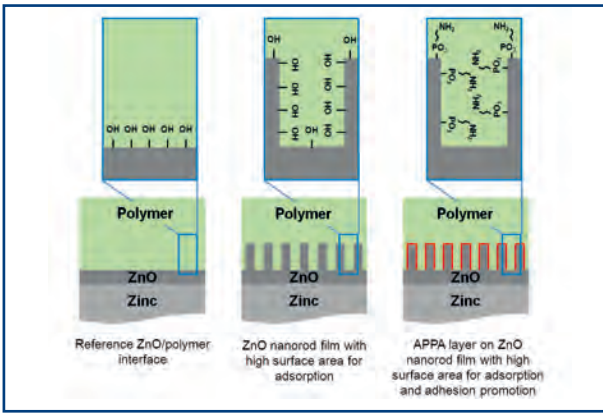 OH OH OH OH OH
Polymer
ZnO
Zinc
Reference ZnO/polymer
interface
OH OH
OH OH
OH OH
OH OH
OH OH
OH
Polymer
ZnO
Zinc
ZnO nanorod film with
high surface area for
adsorption
NH₂ NH₂
PO₃ PO₃
PO₃ NH₂ PO₃
NH₂ PO₃
PO₃ NH₂
NH₂
Polymer
ZnO
Zinc
APPA layer on ZnO
nanorod film with high
surface area for adsorption
and adhesion promotion